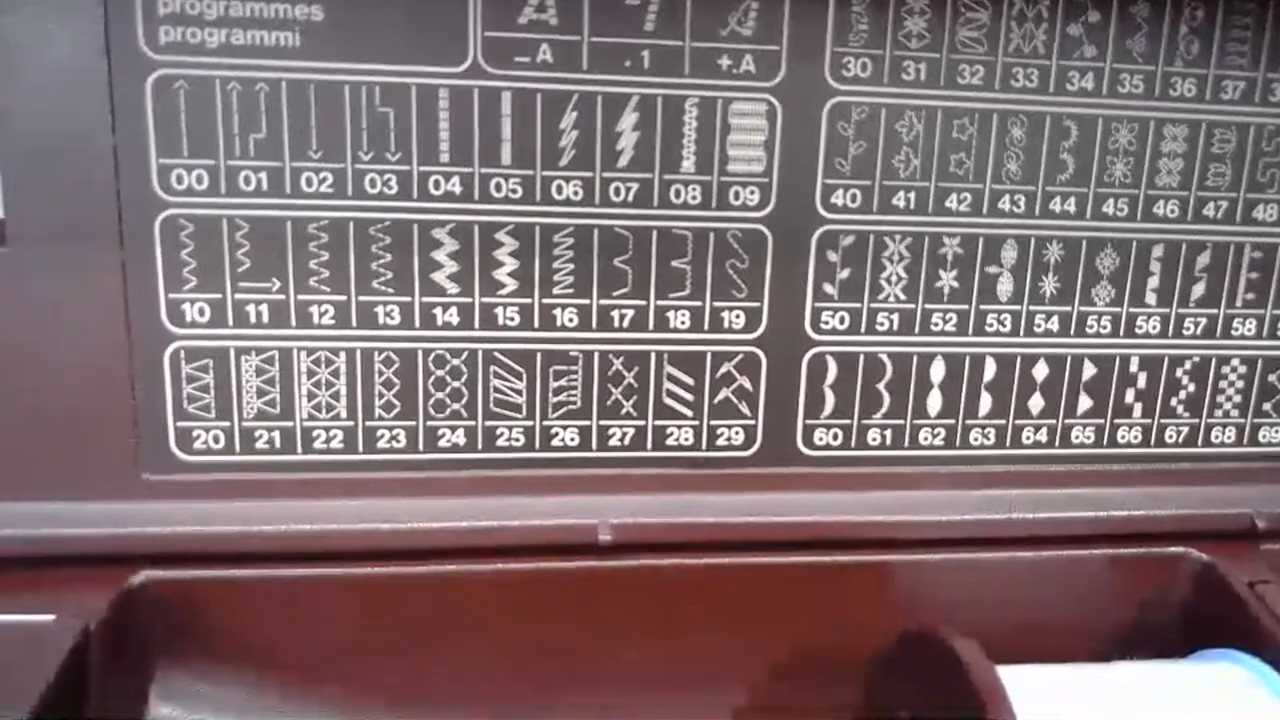 programmes
programmi
– A .1 +.A
30 31 32 33 34 35 36 37
00 01 02 03 04 05 06 07 08 09
40 41 42 43 44 45 46 47 48
10 11 12 13 14 15 16 17 18 19
50 51 52 53 54 55 56 57 58
20 21 22 23 24 25 26 27 28 29
60 61 62 63 64 65 66 67 68 69